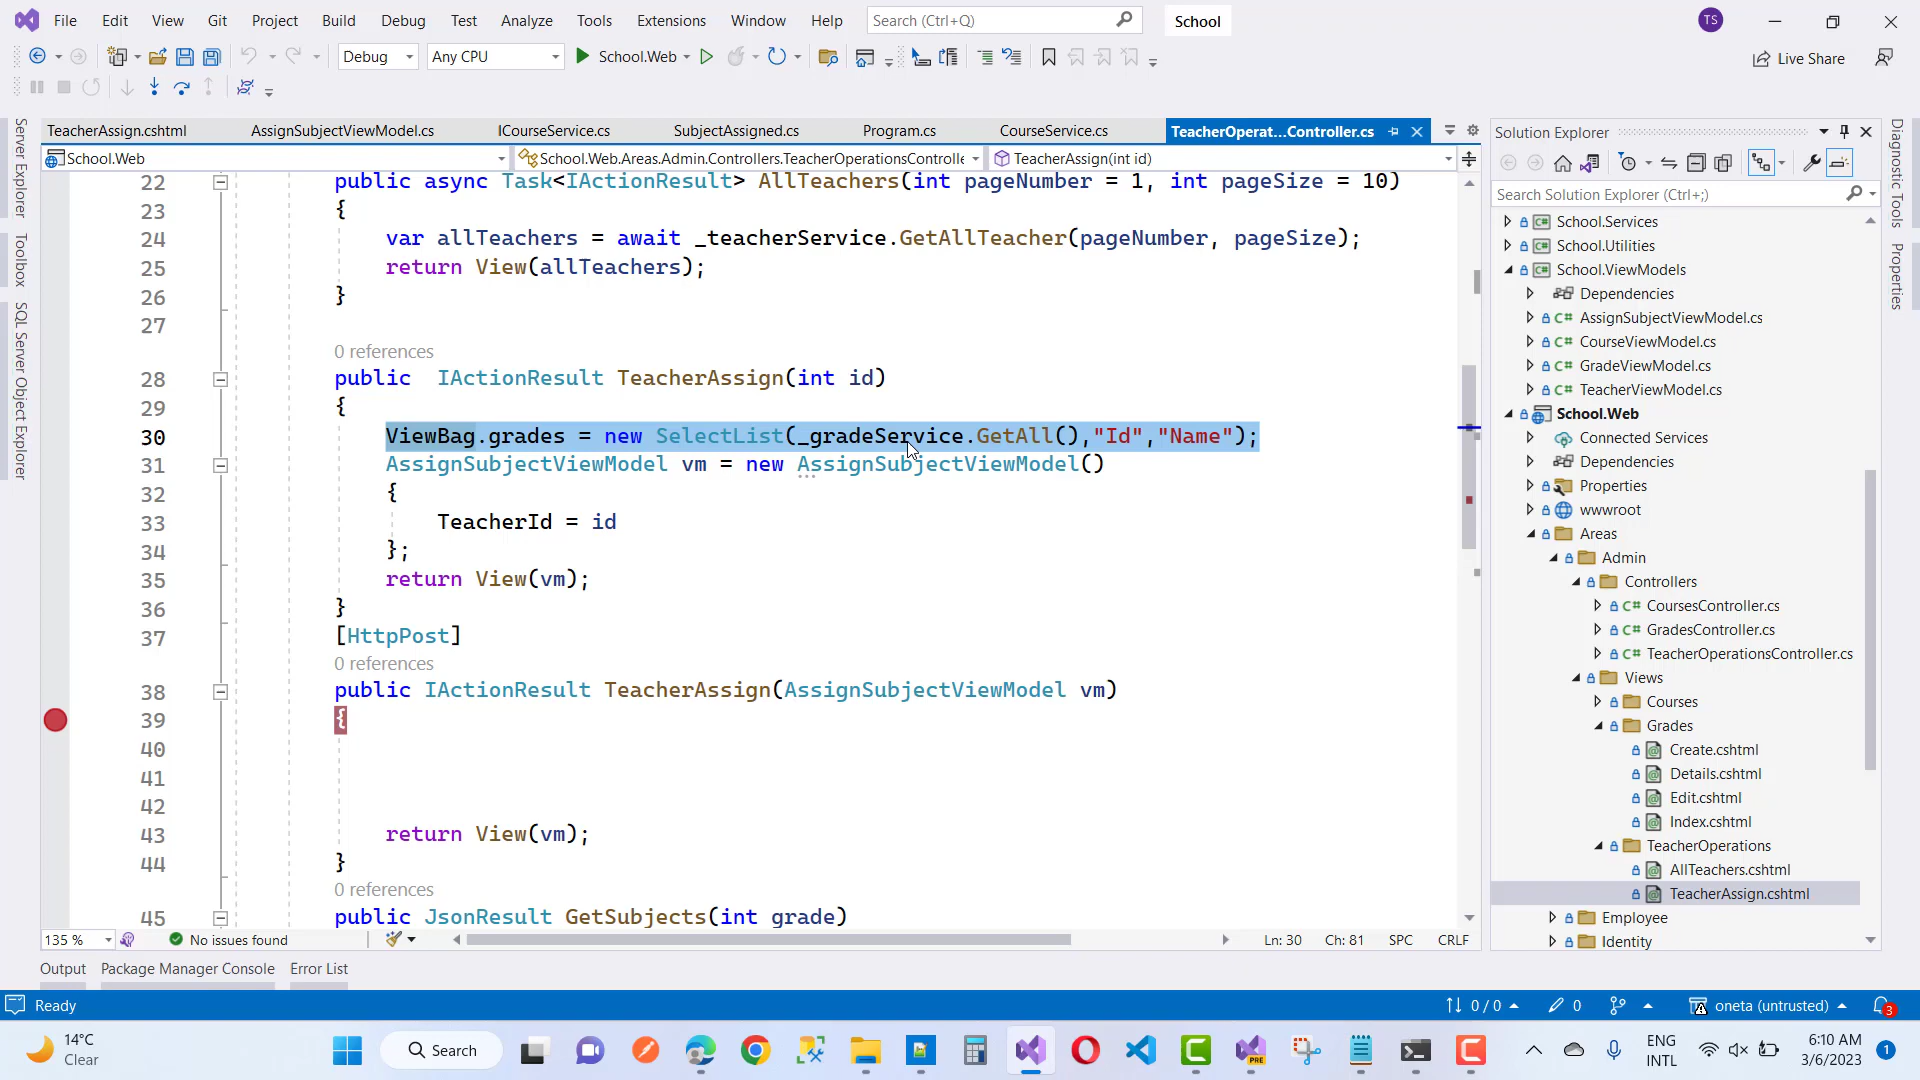 File Edit View Git Project Build Debug Test Analyze Tools Extensions Window Help Search (Ctrl+Q) School TS
Debug Any CPU School.Web Live Share
TeacherAssign.cshtml AssignSubjectViewModel.cs ICourseService.cs SubjectAssigned.cs Program.cs CourseService.cs TeacherOperat...Controller.cs
School.Web School.Web.Areas.Admin.Controllers.TeacherOperationsControlle TeacherAssign(int id)
22 public async Task<IActionResult> AllTeachers(int pageNumber = 1, int pageSize = 10)
23 {
24 var allTeachers = await _teacherService.GetAllTeacher(pageNumber, pageSize);
25 return View(allTeachers);
26 }
27
0 references
28 public IActionResult TeacherAssign(int id)
29 {
30 ViewBag.grades = new SelectList(_gradeService.GetAll(),"Id","Name");
31 AssignSubjectViewModel vm = new AssignSubjectViewModel()
32 {
33 TeacherId = id
34 };
35 return View(vm);
36 }
37 [HttpPost]
0 references
38 public IActionResult TeacherAssign(AssignSubjectViewModel vm)
39 {
40
41
42
43 return View(vm);
44 }
0 references
45 public JsonResult GetSubjects(int grade)
135 % No issues found Ln: 30 Ch: 81 SPC CRLF
Server Explorer
Toolbox
SQL Server Object Explorer
Solution Explorer
Search Solution Explorer (Ctrl+;)
School.Services
School.Utilities
School.ViewModels
Dependencies
AssignSubjectViewModel.cs
CourseViewModel.cs
GradeViewModel.cs
TeacherViewModel.cs
School.Web
Connected Services
Dependencies
Properties
wwwroot
Areas
Admin
Controllers
CoursesController.cs
GradesController.cs
TeacherOperationsController.cs
Views
Courses
Grades
Create.cshtml
Details.cshtml
Edit.cshtml
Index.cshtml
TeacherOperations
AllTeachers.cshtml
TeacherAssign.cshtml
Employee
Identity
Diagnostic Tools
Properties
Output Package Manager Console Error List
Ready 0 / 0 0 oneta (untrusted) 3
14°C
Clear
Search
PRE
ENG
INTL
6:10 AM
3/6/2023
1